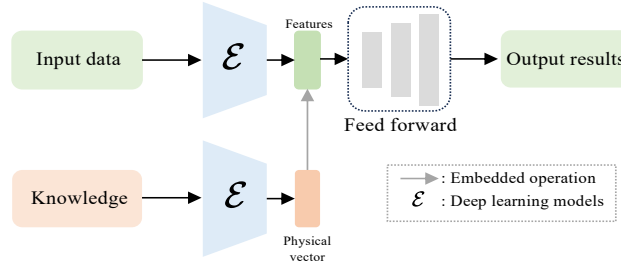 Features
Input data
ℰ
Output results
Feed forward
Knowledge
ℰ
Physical
vector
: Embedded operation
ℰ : Deep learning models